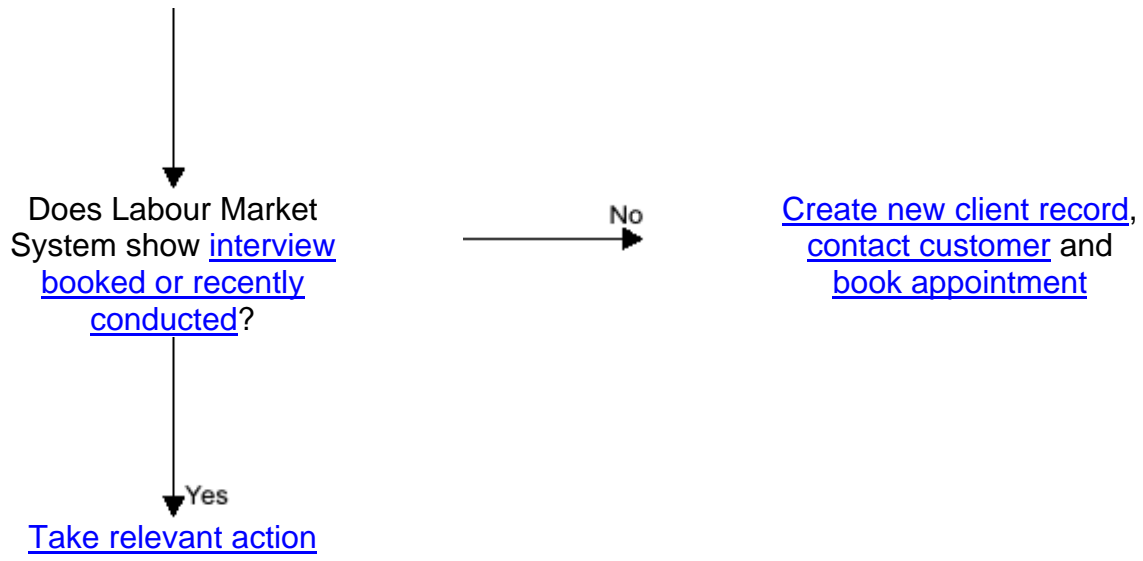 Does Labour Market
System show interview
booked or recently
conducted?
No
Create new client record,
contact customer and
book appointment
Yes
Take relevant action